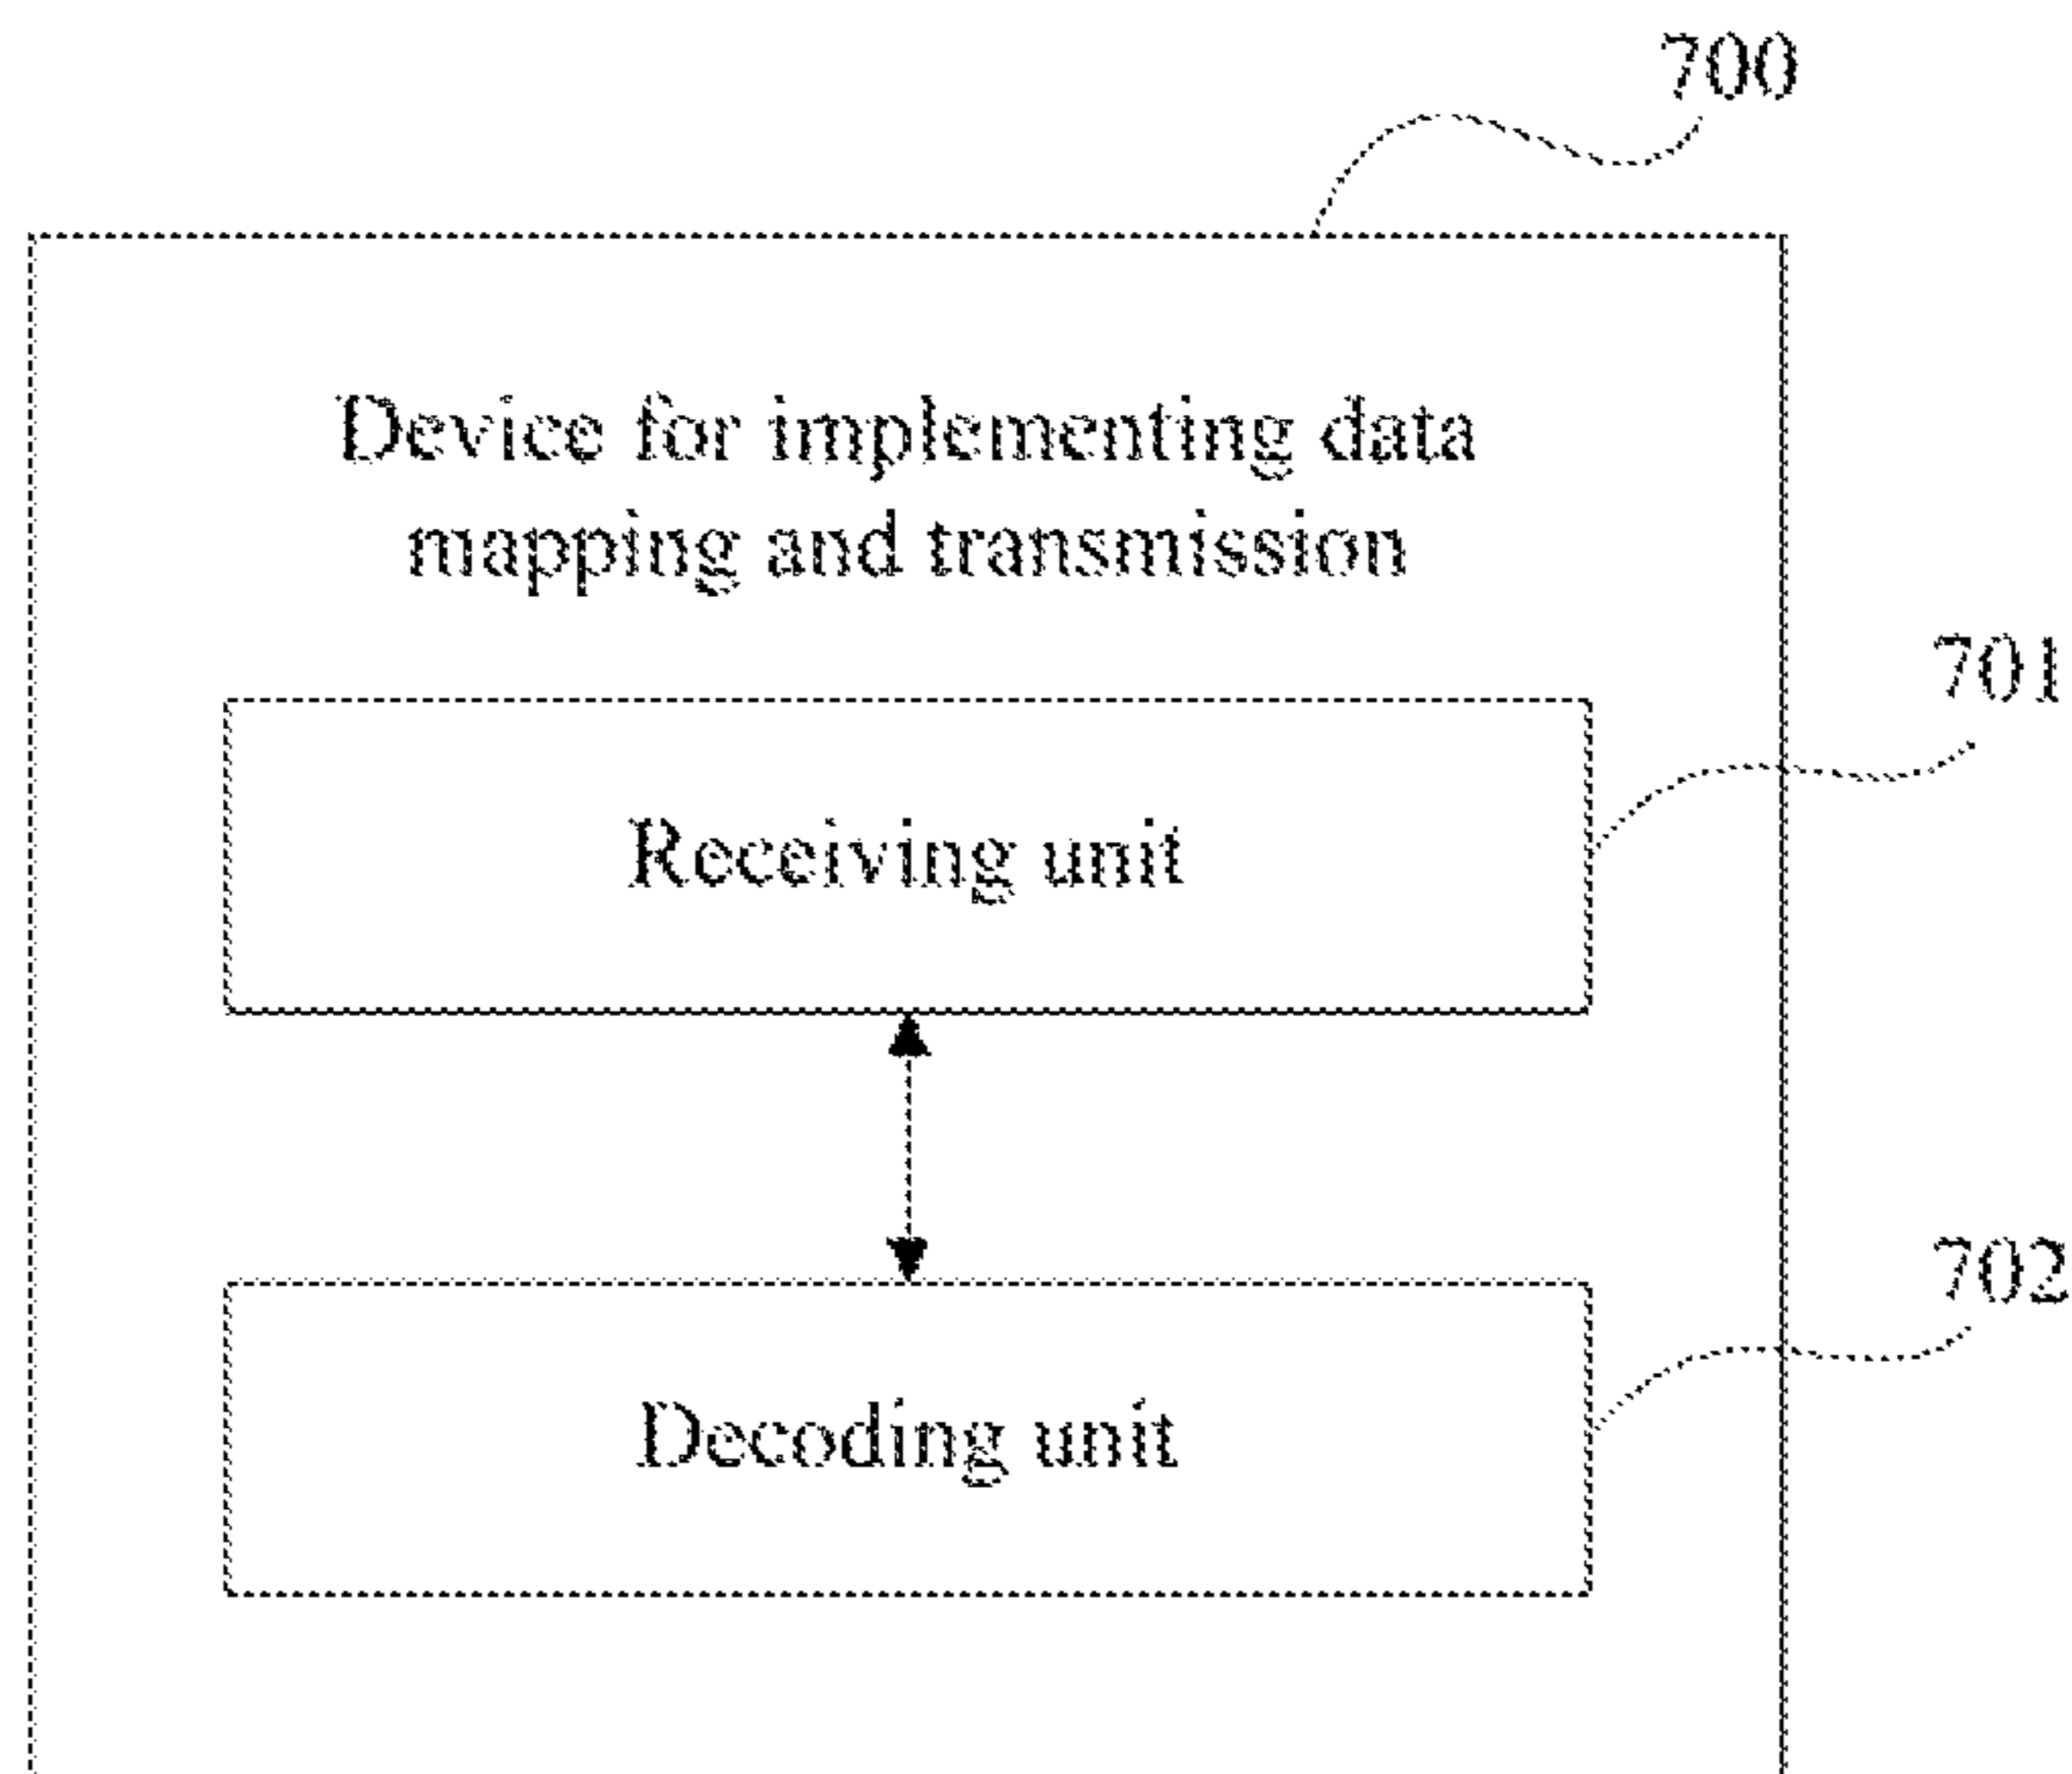 700
Device for implementing data
mapping and transmission
701
Receiving unit
702
Decoding unit